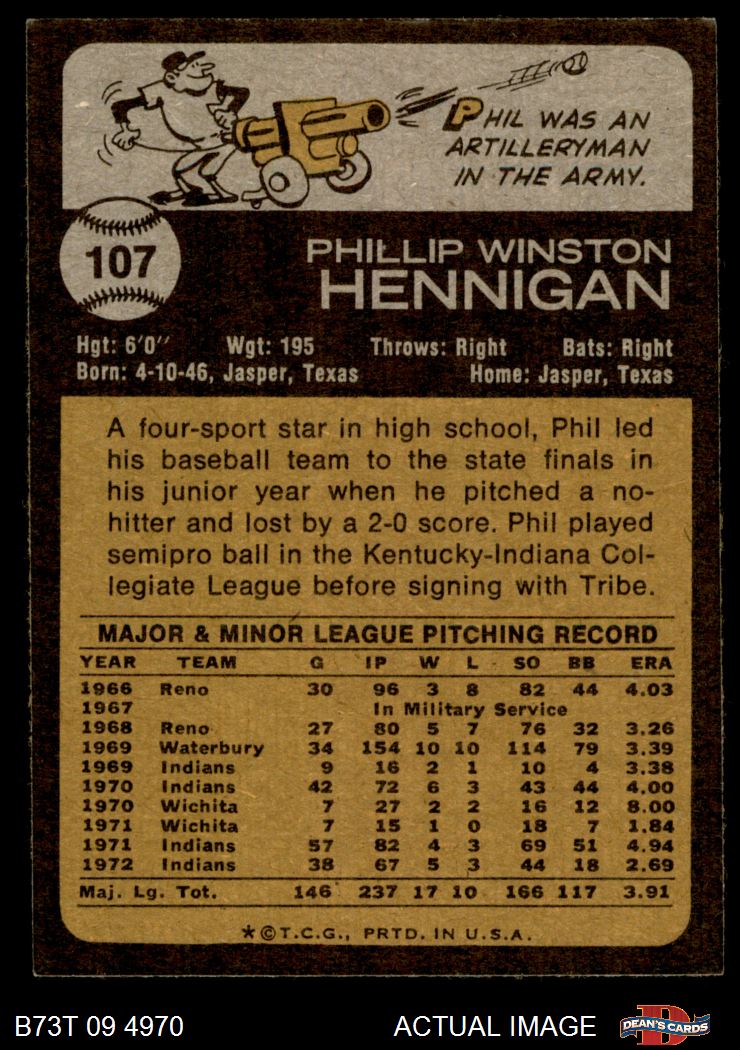 PHIL WAS AN
ARTILLERYMAN
IN THE ARMY.
107
PHILLIP WINSTON
HENNIGAN
Hgt: 6'0" Wgt: 195 Throws: Right Bats: Right
Born: 4-10-46, Jasper, Texas Home: Jasper, Texas
A four-sport star in high school, Phil led
his baseball team to the state finals in
his junior year when he pitched a no-
hitter and lost by a 2-0 score. Phil played
semipro ball in the Kentucky-Indiana Col-
legiate League before signing with Tribe.
MAJOR & MINOR LEAGUE PITCHING RECORD
YEAR TEAM G IP W L SO BB ERA
1966 Reno 30 96 3 8 82 44 4.03
1967 In Military Service
1968 Reno 27 80 5 7 76 32 3.26
1969 Waterbury 34 154 10 10 114 79 3.39
1969 Indians 9 16 2 1 10 4 3.38
1970 Indians 42 72 6 3 43 44 4.00
1970 Wichita 7 27 2 2 16 12 8.00
1971 Wichita 7 15 1 0 18 7 1.84
1971 Indians 57 82 4 3 69 51 4.94
1972 Indians 38 67 5 3 44 18 2.69
Maj. Lg. Tot. 146 237 17 10 166 117 3.91
*©T.C.G., PRTD. IN U.S.A.
B73T 09 4970 ACTUAL IMAGE D DEAN'S CARDS